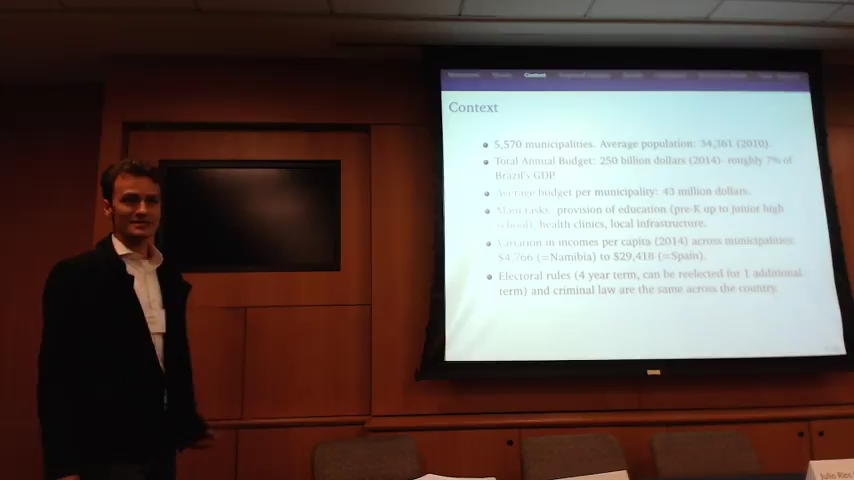 Context
Context
5,570 municipalities. Average population: 34,361 (2010).
Total Annual Budget: 250 billion dollars (2014)- roughly 7% of
Brazil's GDP.
Average budget per municipality: 43 million dollars.
Main tasks: provision of education (pre-K up to junior high
school), health clinics, local infrastructure.
Variation in incomes per capita (2014) across municipalities:
$4,766 (=Namibia) to $29,418 (=Spain).
Electoral rules (4 year term, can be reelected for 1 additional
term) and criminal law are the same across the country.
Julio Rios